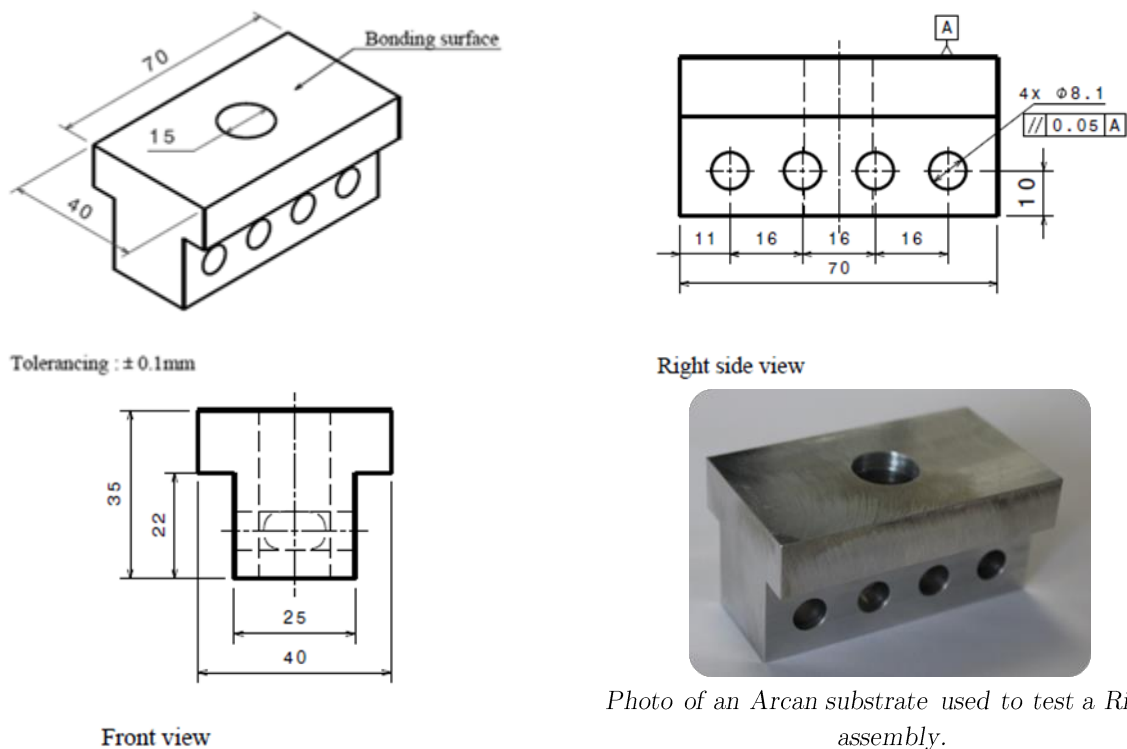 70
Bonding surface
15
40
A
4x Φ8.1
// 0.05 A
10
11 16 16 16
70
Tolerancing : ± 0.1mm
Right side view
35
22
25
40
Front view
Photo of an Arcan substrate used to test a
assembly.